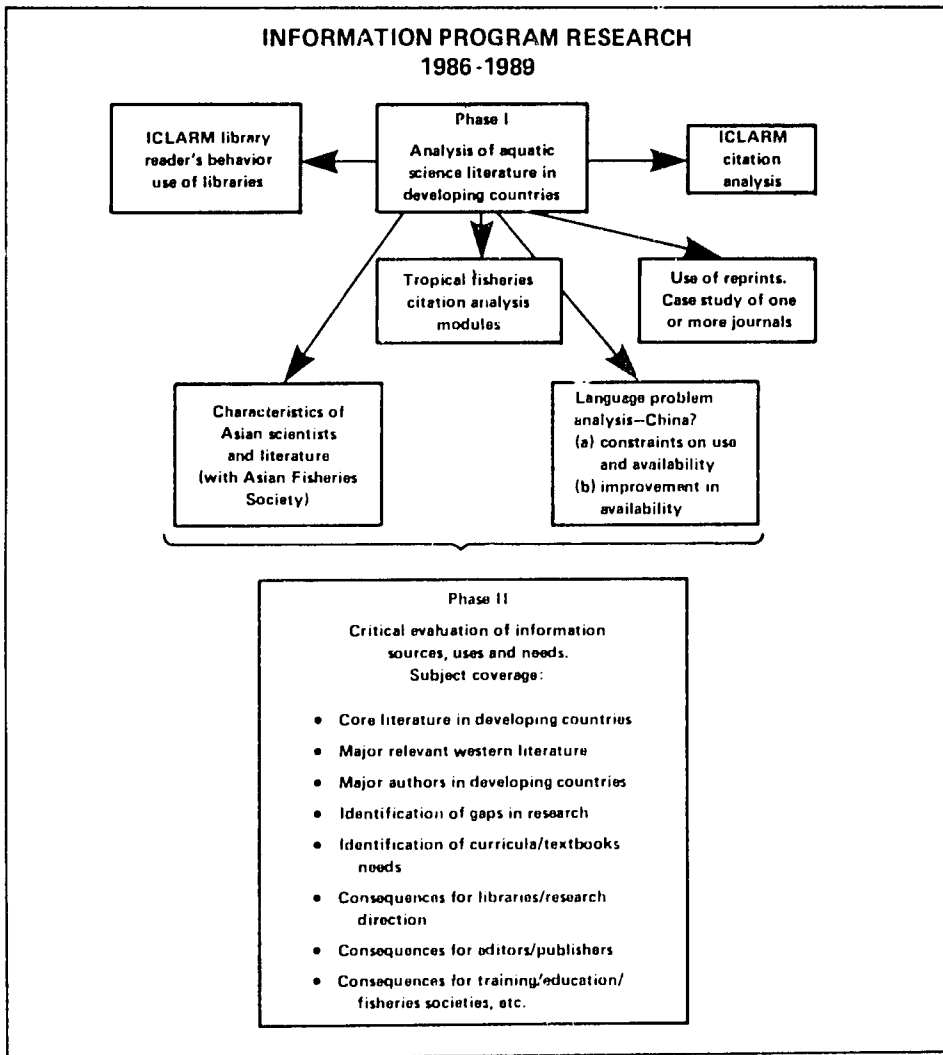 INFORMATION PROGRAM RESEARCH
1986-1989
ICLARM library
reader's behavior
use of libraries
Phase I
Analysis of aquatic
science literature in
developing countries
ICLARM
citation
analysis
Tropical fisheries
citation analysis
modules
Use of reprints.
Case study of one
or more journals
Characteristics of
Asian scientists
and literature
(with Asian Fisheries
Society)
Language problem
analysis—China?
(a) constraints on use
and availability
(b) improvement in
availability
Phase II
Critical evaluation of information
sources, uses and needs.
Subject coverage:
• Core literature in developing countries
• Major relevant western literature
• Major authors in developing countries
• Identification of gaps in research
• Identification of curricula/textbooks
needs
• Consequences for libraries/research
direction
• Consequences for editors/publishers
• Consequences for training/education/
fisheries societies, etc.